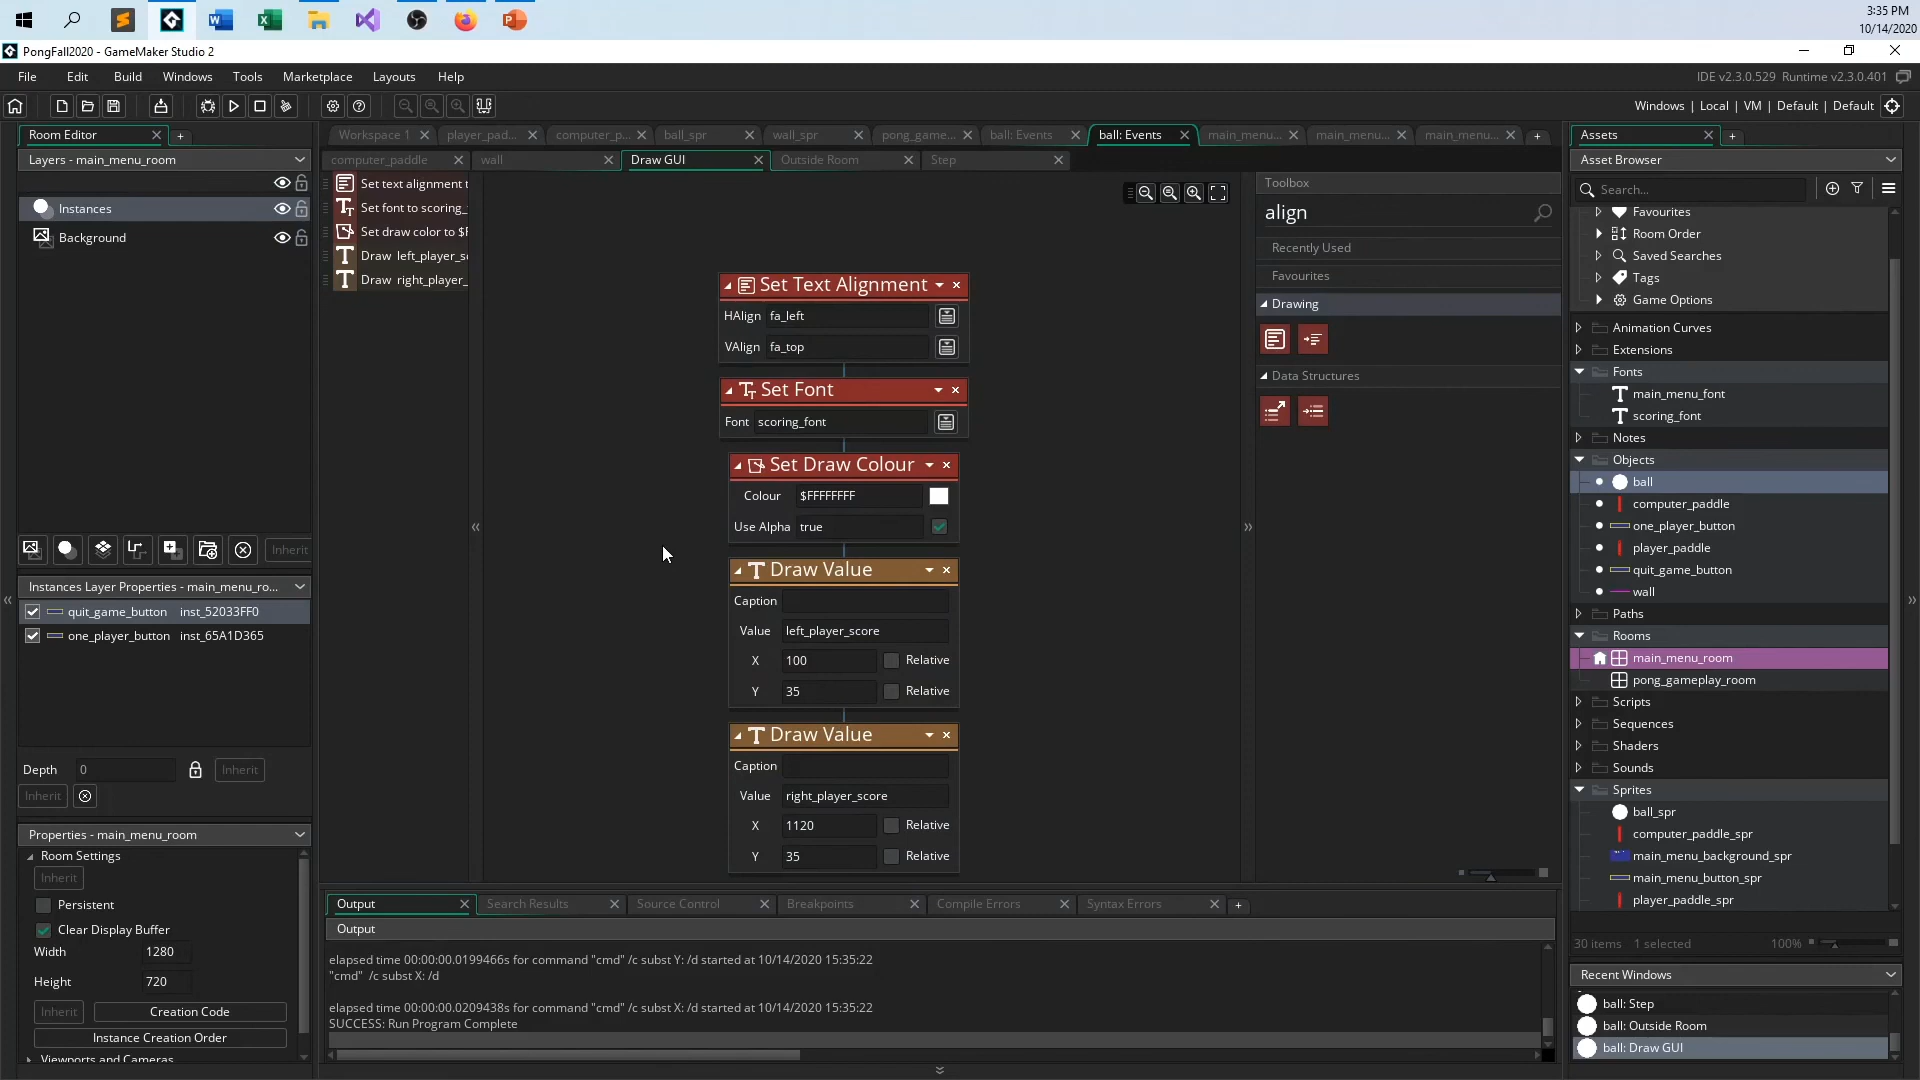 3:35 PM
10/14/2020
PongFall2020 - GameMaker Studio 2
File Edit Build Windows Tools Marketplace Layouts Help
IDE v2.3.0.529 Runtime v2.3.0.401
Windows | Local | VM | Default | Default
Room Editor
Workspace 1 player_pad... computer_p... ball_spr wall_spr pong_game... ball: Events ball: Events main_menu... main_menu... main_menu...
Assets
Layers - main_menu_room
computer_paddle wall Draw GUI Outside Room Step
Asset Browser
Instances
Background
Set text alignment t
Set font to scoring_
Set draw color to $F
Draw left_player_s
Draw right_player_
Set Text Alignment
HAlign fa_left
VAlign fa_top
Set Font
Font scoring_font
Set Draw Colour
Colour $FFFFFFFF
Use Alpha true
Draw Value
Caption
Value left_player_score
X 100 Relative
Y 35 Relative
Draw Value
Caption
Value right_player_score
X 1120 Relative
Y 35 Relative
Toolbox
align
Recently Used
Favourites
Drawing
Data Structures
Search...
Favourites
Room Order
Saved Searches
Tags
Game Options
Animation Curves
Extensions
Fonts
main_menu_font
scoring_font
Notes
Objects
ball
computer_paddle
one_player_button
player_paddle
quit_game_button
wall
Paths
Rooms
main_menu_room
pong_gameplay_room
Scripts
Sequences
Shaders
Sounds
Sprites
ball_spr
computer_paddle_spr
main_menu_background_spr
main_menu_button_spr
player_paddle_spr
30 items 1 selected 100%
Recent Windows
ball: Step
ball: Outside Room
ball: Draw GUI
Inherit
Instances Layer Properties - main_menu_ro...
quit_game_button inst_52033FF0
one_player_button inst_65A1D365
Depth 0 Inherit
Inherit
Properties - main_menu_room
Room Settings
Inherit
Persistent
Clear Display Buffer
Width 1280
Height 720
Inherit Creation Code
Instance Creation Order
Viewports and Cameras
Output Search Results Source Control Breakpoints Compile Errors Syntax Errors
Output
elapsed time 00:00:00.0199466s for command "cmd" /c subst Y: /d started at 10/14/2020 15:35:22
"cmd" /c subst X: /d
elapsed time 00:00:00.0209438s for command "cmd" /c subst X: /d started at 10/14/2020 15:35:22
SUCCESS: Run Program Complete